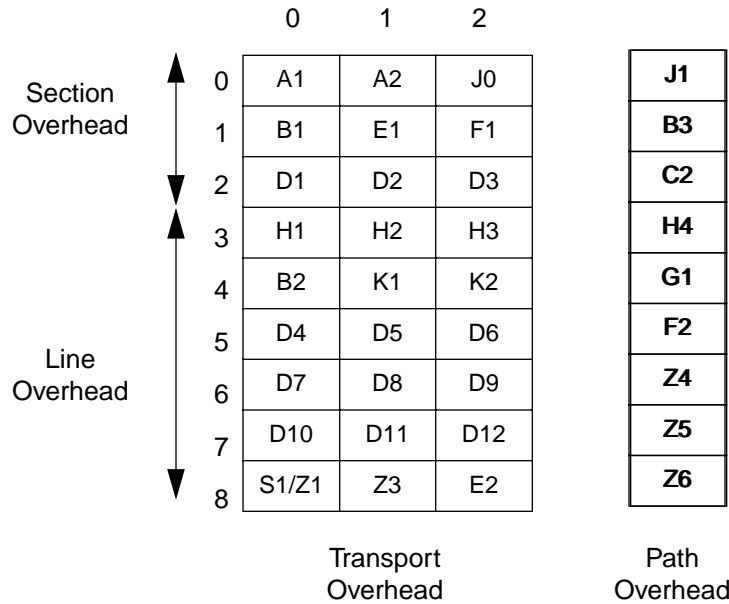 0 1 2
Section
Overhead
0 A1 A2 J0 J1
1 B1 E1 F1 B3
2 D1 D2 D3 C2
3 H1 H2 H3 H4
4 B2 K1 K2 G1
5 D4 D5 D6 F2
Line
Overhead
6 D7 D8 D9 Z4
7 D10 D11 D12 Z5
8 S1/Z1 Z3 E2 Z6
Transport
Overhead
Path
Overhead